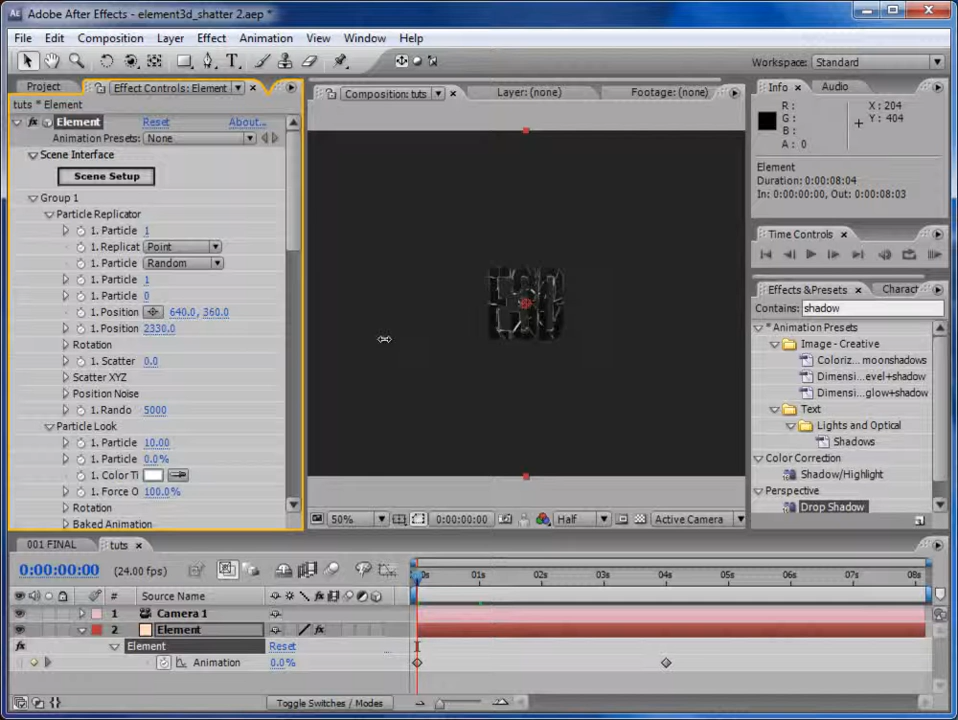 Adobe After Effects - element3d_shatter 2.aep *
File Edit Composition Layer Effect Animation View Window Help
Workspace: Standard
Project Effect Controls: Element
tuts * Element
Element Reset About...
Animation Presets: None
Scene Interface
Scene Setup
Group 1
Particle Replicator
1. Particle 1
1. Replicat Point
1. Particle Random
1. Particle 1
1. Particle 0
1. Position 640.0, 360.0
1. Position 2330.0
Rotation
1. Scatter 0.0
Scatter XYZ
Position Noise
1. Rando 5000
Particle Look
1. Particle 10.00
1. Particle 0.0%
1. Color Ti
1. Force O 100.0%
Rotation
Baked Animation
Composition: tuts Layer: (none) Footage: (none)
50% 0:00:00:00 Half Active Camera
Info Audio
R :
G :
B :
A : 0
X : 204
Y : 404
Element
Duration: 0:00:08:04
In: 0:00:00:00, Out: 0:00:08:03
Time Controls
Effects & Presets Charact
Contains: shadow
* Animation Presets
Image - Creative
Coloriz... moonshadows
Dimensi...evel+shadow
Dimensi...glow+shadow
Text
Lights and Optical
Shadows
Color Correction
Shadow/Highlight
Perspective
Drop Shadow
001 FINAL tuts
0:00:00:00 (24.00 fps)
0s 01s 02s 03s 04s 05s 06s 07s 08s
# Source Name
1 Camera 1
2 Element
Element Reset
Animation 0.0%
Toggle Switches / Modes